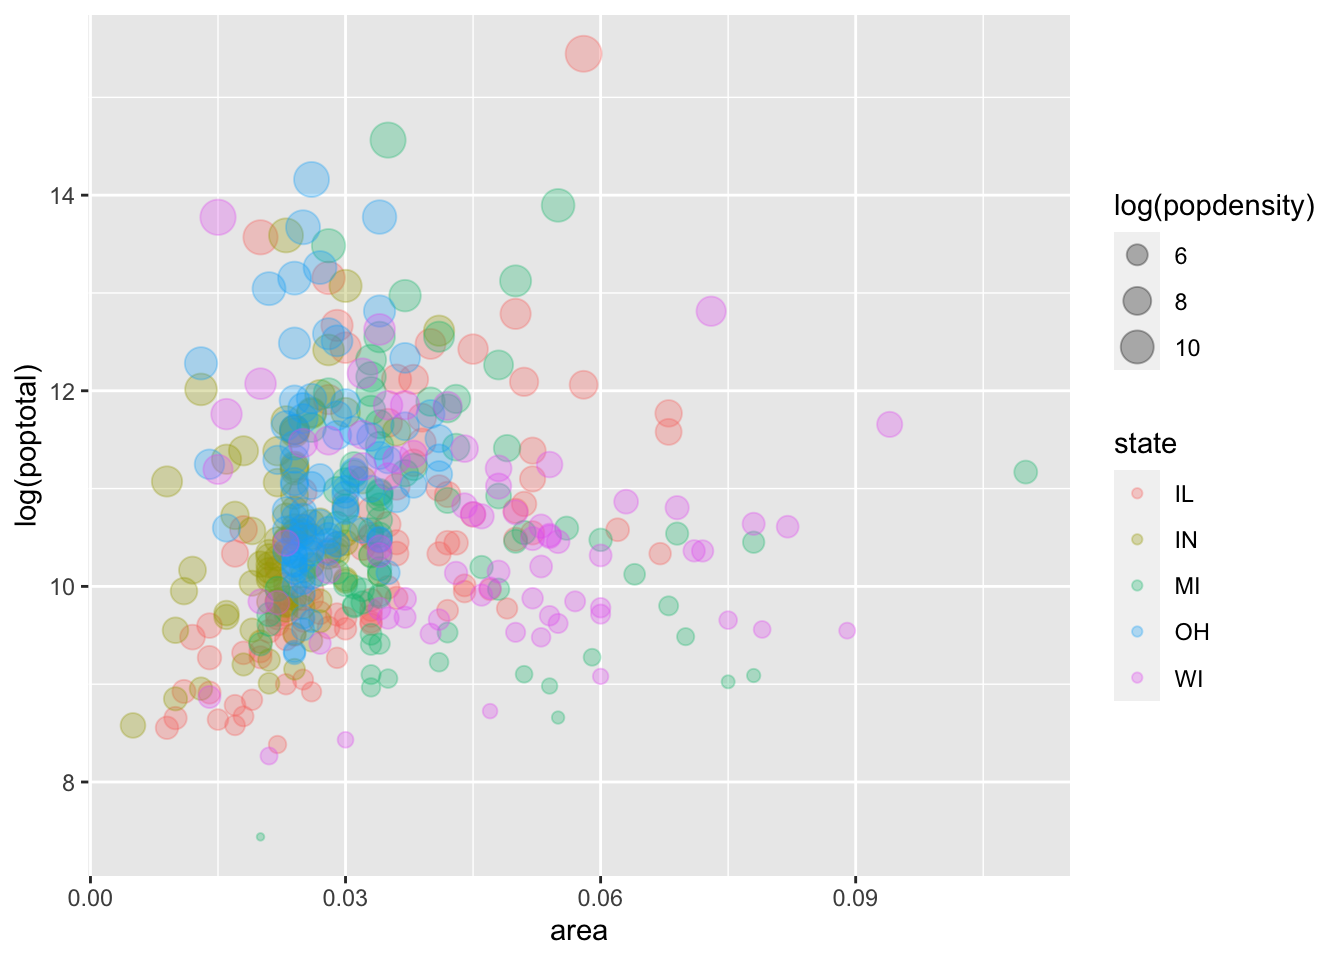 log(poptotal)
14
12
10
8
0.00
0.03
0.06
0.09
area
log(popdensity)
6
8
10
state
IL
IN
MI
OH
WI